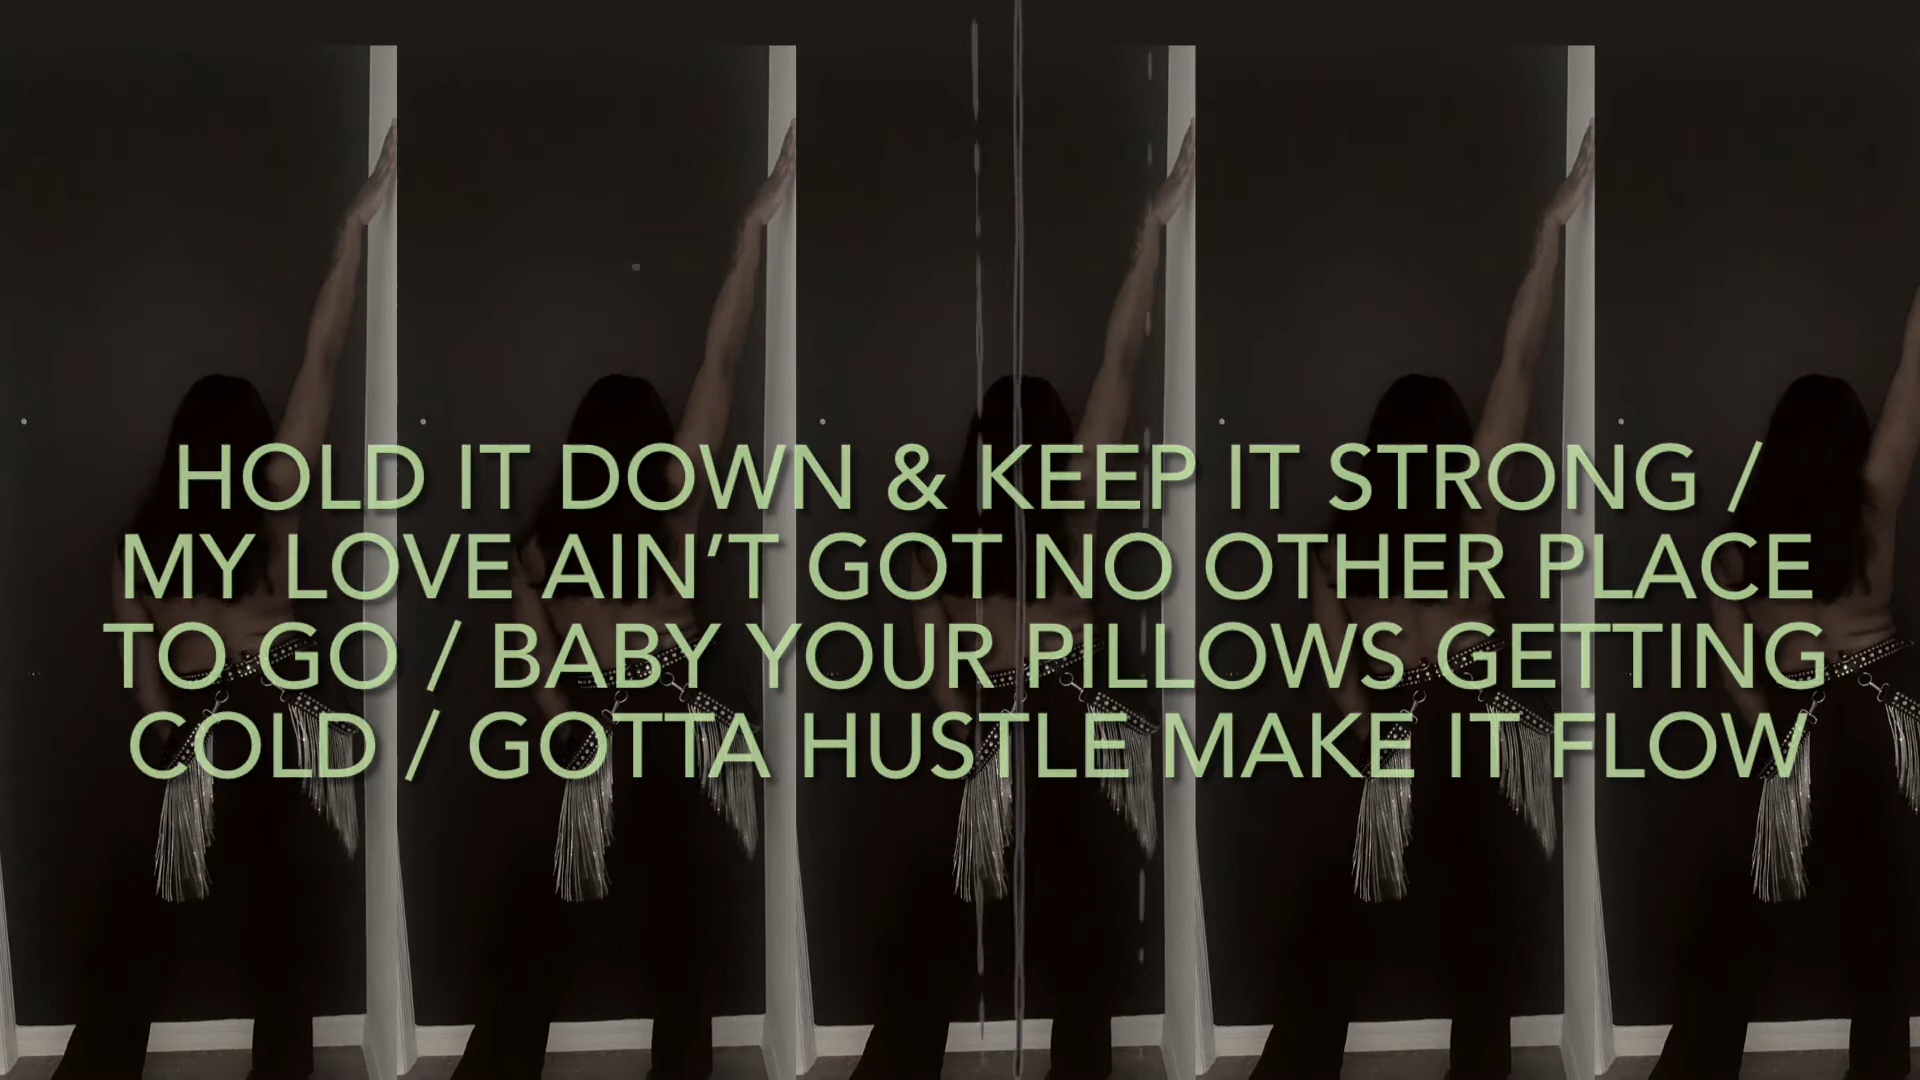 HOLD IT DOWN & KEEP IT STRONG /
MY LOVE AIN’T GOT NO OTHER PLACE
TO GO / BABY YOUR PILLOWS GETTING
COLD / GOTTA HUSTLE MAKE IT FLOW